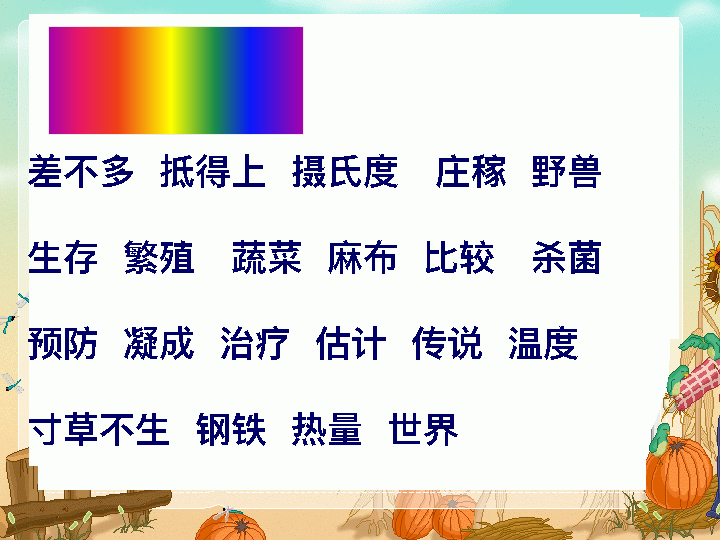 差不多 抵得上 摄氏度 庄稼 野兽
生存 繁殖 蔬菜 麻布 比较 杀菌
预防 凝成 治疗 估计 传说 温度
寸草不生 钢铁 热量 世界